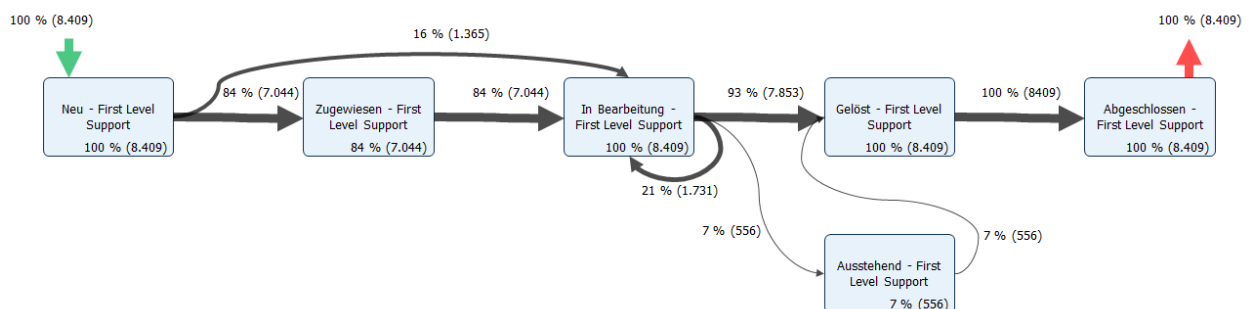 100 % (8.409)
100 % (8.409)
16 % (1.365)
Neu - First Level
Support
100 % (8.409)
84 % (7.044)
Zugewiesen - First
Level Support
84 % (7.044)
84 % (7.044)
In Bearbeitung -
First Level Support
100 % (8.409)
21 % (1.731)
93 % (7.853)
Gelöst - First Level
Support
100 % (8.409)
100 % (8409)
Abgeschlossen -
First Level Support
100 % (8.409)
7 % (556)
Ausstehend - First
Level Support
7 % (556)
7 % (556)